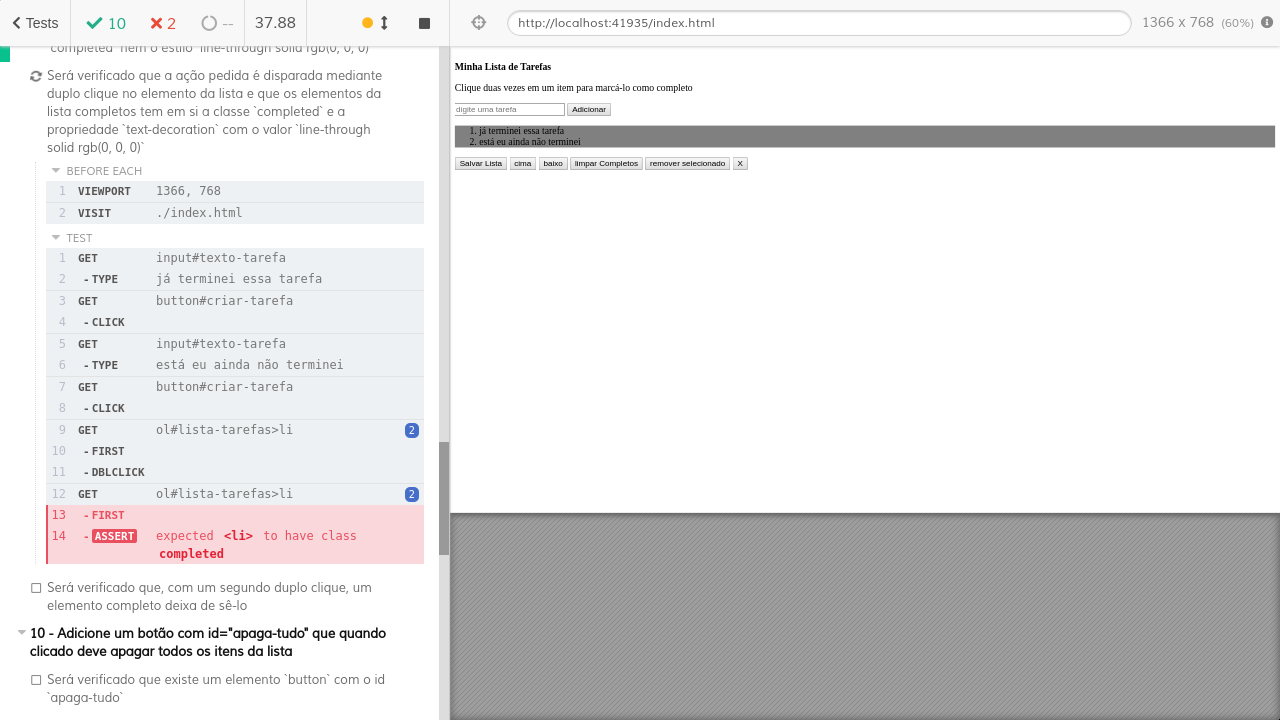 Tests
10
2
--
37.88
http://localhost:41935/index.html
1366 x 768 (60%)
`completed` nem o estilo `line-through solid rgb(0, 0, 0)`
Será verificado que a ação pedida é disparada mediante
duplo clique no elemento da lista e que os elementos da
lista completos tem em si a classe `completed` e a
propriedade `text-decoration` com o valor `line-through
solid rgb(0, 0, 0)`
BEFORE EACH
1 VIEWPORT 1366, 768
2 VISIT ./index.html
TEST
1 GET input#texto-tarefa
2 -TYPE já terminei essa tarefa
3 GET button#criar-tarefa
4 -CLICK
5 GET input#texto-tarefa
6 -TYPE está eu ainda não terminei
7 GET button#criar-tarefa
8 -CLICK
9 GET ol#lista-tarefas>li 2
10 -FIRST
11 -DBLCLICK
12 GET ol#lista-tarefas>li 2
13 -FIRST
14 -ASSERT expected <li> to have class
completed
Será verificado que, com um segundo duplo clique, um
elemento completo deixa de sê-lo
10 - Adicione um botão com id="apaga-tudo" que quando
clicado deve apagar todos os itens da lista
Será verificado que existe um elemento `button` com o id
`apaga-tudo`
Minha Lista de Tarefas
Clique duas vezes em um item para marcá-lo como completo
digite uma tarefa Adicionar
1. já terminei essa tarefa
2. está eu ainda não terminei
Salvar Lista cima baixo limpar Completos remover selecionado X